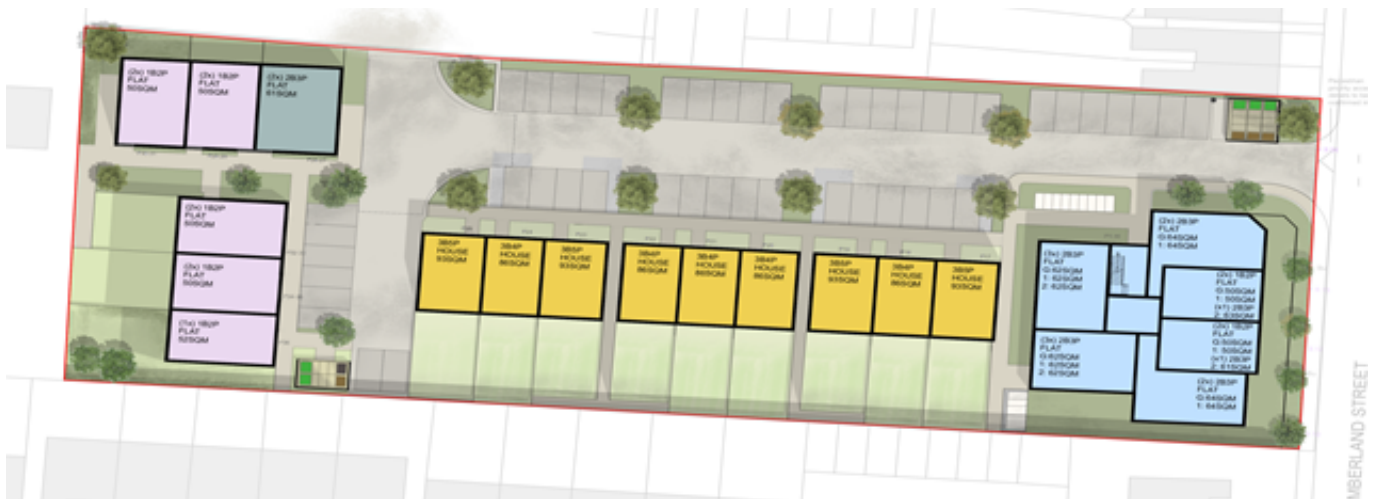 (2x) 1B2P
FLAT
50SQM
(2x) 1B2P
FLAT
50SQM
(2x) 2B3P
FLAT
61SQM
(2x) 1B2P
FLAT
50SQM
(2x) 1B2P
FLAT
50SQM
(1x) 1B2P
FLAT
52SQM
3B5P
HOUSE
93SQM
3B4P
HOUSE
86SQM
3B5P
HOUSE
93SQM
3B4P
HOUSE
86SQM
3B4P
HOUSE
86SQM
3B4P
HOUSE
86SQM
3B5P
HOUSE
93SQM
3B4P
HOUSE
86SQM
3B5P
HOUSE
93SQM
(3x) 2B3P
FLAT
G:62SQM
1: 62SQM
2: 62SQM
(3x) 2B3P
FLAT
G:62SQM
1: 62SQM
2: 62SQM
(2x) 2B3P
FLAT
G:64SQM
1: 64SQM
(2x) 1B2P
FLAT
G:50SQM
1: 50SQM
(x1) 2B3P
2: 63SQM
(2x) 1B2P
FLAT
G:50SQM
1: 50SQM
(x1) 2B3P
2: 61SQM
(2x) 2B3P
FLAT
G:64SQM
1: 64SQM
MBERLAND STREET